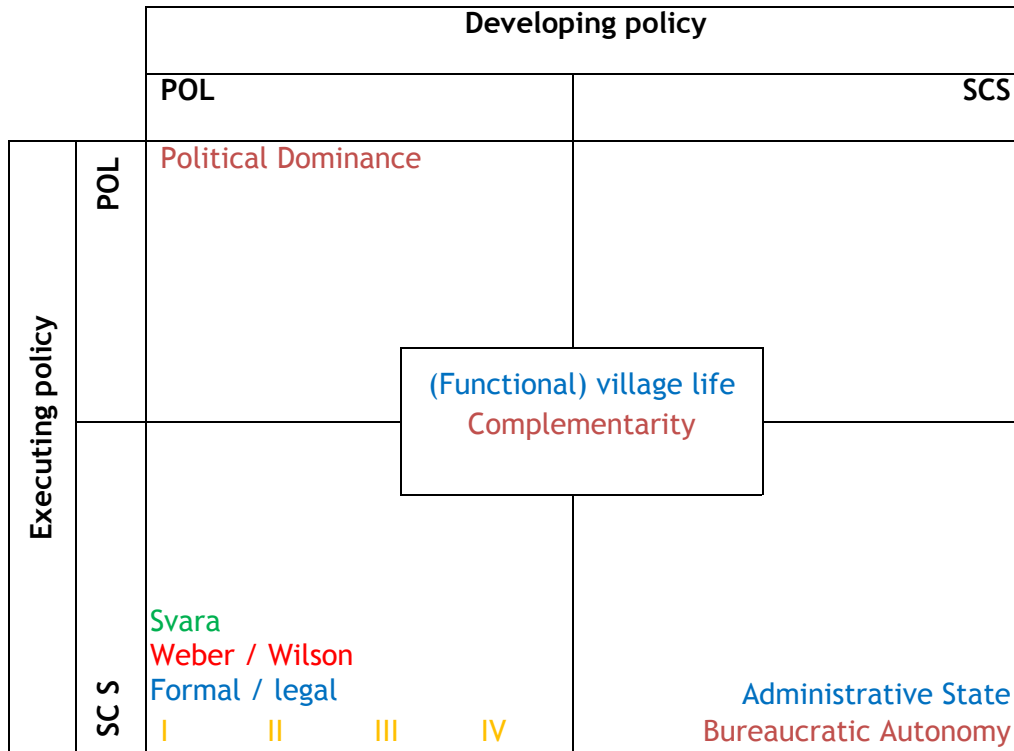 Developing policy
POL
SCS
Executing policy
POL
Political Dominance
(Functional) village life
Complementarity
SC S
Svara
Weber / Wilson
Formal / legal
I II III IV
Administrative State
Bureaucratic Autonomy